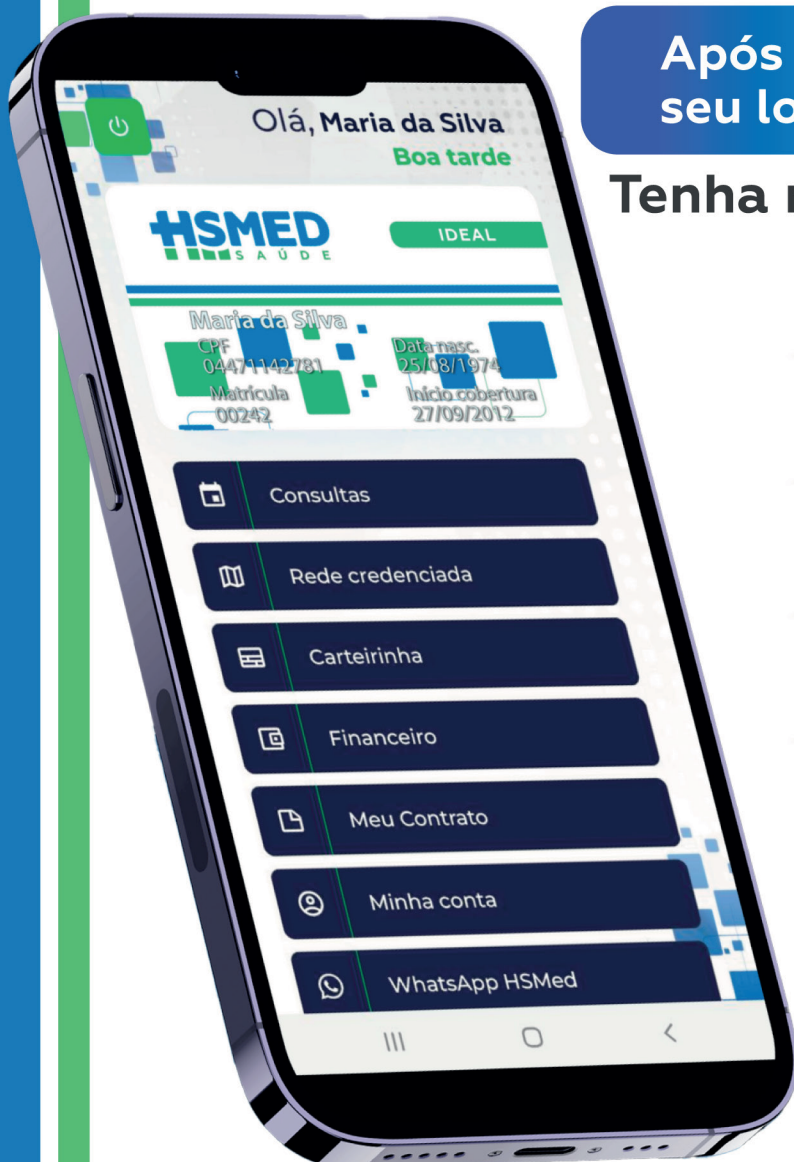 Após
seu lo
Tenha
Olá, Maria da Silva
Boa tarde
HSMED
SAÚDE
IDEAL
Maria da Silva
CPF
04471142781
Data nasc.
25/08/1974
Matrícula
00242
Início cobertura
27/09/2012
Consultas
Rede credenciada
Carteirinha
Financeiro
Meu Contrato
Minha conta
WhatsApp HSMed